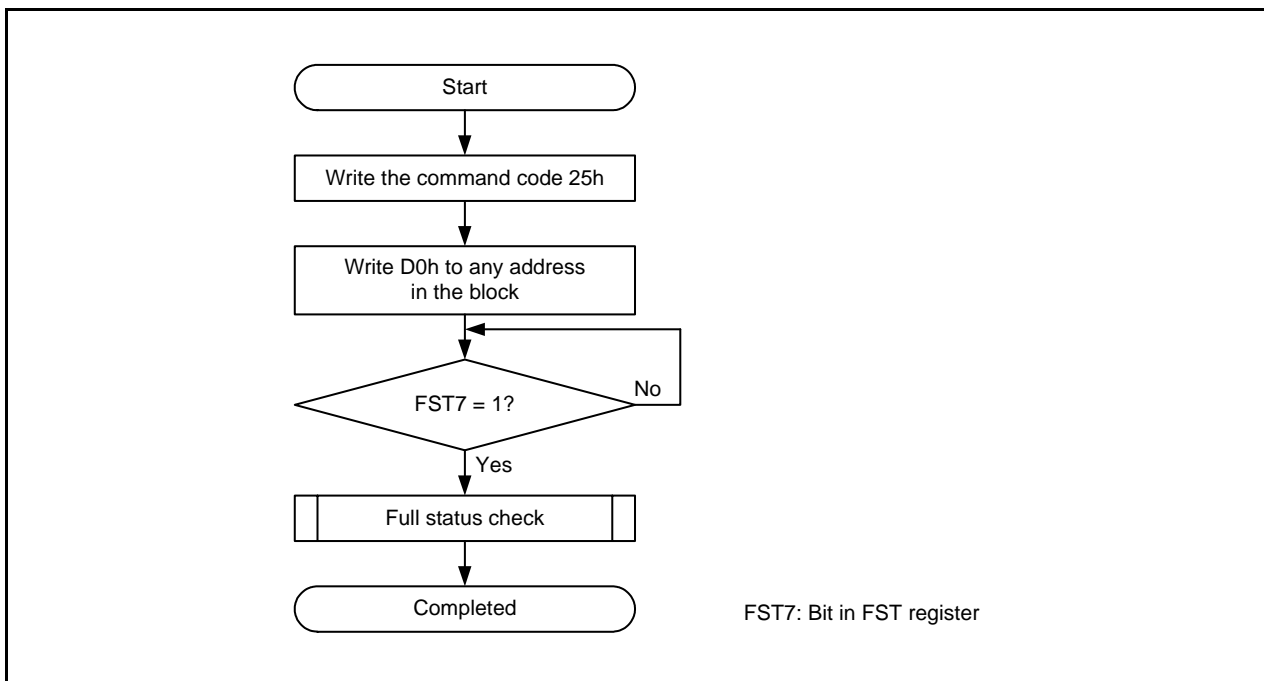 Start
Write the command code 25h
Write D0h to any address
in the block
No
FST7 = 1?
Yes
Full status check
Completed
FST7: Bit in FST register